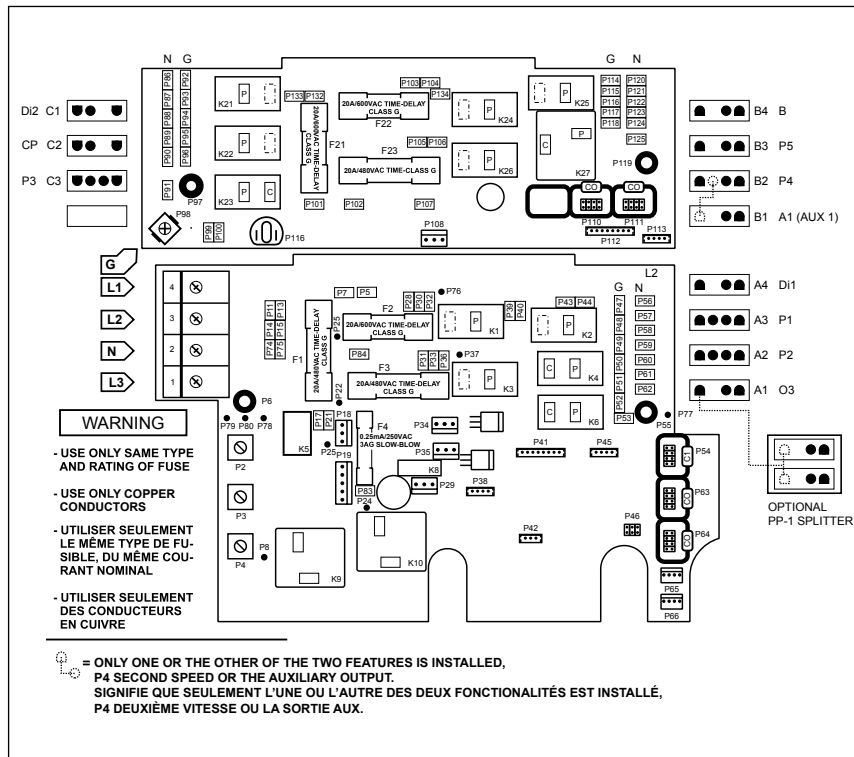 N G
G N
P86
P87
P88
P89
P90
P91
P92
P93
P94
P95
P96
P97
P98
P99
P100
P116
K21
P
K22
P
K23
P C
P133 P132
20A/600VAC TIME-DELAY
CLASS G
F21
P101
P102
P103 P104
P134
20A/600VAC TIME-DELAY
CLASS G
F22
P105 P106
F23
20A/480VAC TIME-CLASS G
P107
P108
P
K24
P
K26
P
K25
P
C
K27
P114
P115
P116
P117
P118
P120
P121
P122
P123
P124
P125
P119
CO
CO
P110
P111
P112
P113
Di2 C1
CP C2
P3 C3
B4 B
B3 P5
B2 P4
B1 A1 (AUX 1)
G
L1
L2
N
L3
4
3
2
1
L2
G N
P11 P13
P14 P15
P74 P75
F1
20A/480VAC TIME-DELAY
CLASS G
P7 P5
P25
P22
P28
P30
P32
P76
F2
20A/600VAC TIME-DELAY
CLASS G
P84
P31
P33
P36
P37
F3
20A/480VAC TIME-DELAY
CLASS G
P
K1
P
K3
P39
P40
P43 P44
P
K2
C P
K4
C P
K6
P47
P48
P49
P50
P51
P52
P53
P56
P57
P58
P59
P60
P61
P62
P55
P77
A4 Di1
A3 P1
A2 P2
A1 O3
P6
P79 P80 P78
P2
P3
P4
P8
K5
P17
P21
P18
P25
P19
F4
0.25mA/250VAC
3AG SLOW-BLOW
P83
P24
P34
P35
K8
P29
P38
P41
P45
P42
P46
K9
K10
C1
P54
CO
P63
CO
P64
P65
P66
OPTIONAL
PP-1 SPLITTER
WARNING
- USE ONLY SAME TYPE
AND RATING OF FUSE
- USE ONLY COPPER
CONDUCTORS
- UTILISER SEULEMENT
LE MÊME TYPE DE FU-
SIBLE, DU MÊME COU-
RANT NOMINAL
- UTILISER SEULEMENT
DES CONDUCTEURS
EN CUIVRE
= ONLY ONE OR THE OTHER OF THE TWO FEATURES IS INSTALLED,
P4 SECOND SPEED OR THE AUXILIARY OUTPUT.
SIGNIFIE QUE SEULEMENT L'UNE OU L'AUTRE DES DEUX FONCTIONALITÉS EST INSTALLÉ,
P4 DEUXIÈME VITESSE OU LA SORTIE AUX.